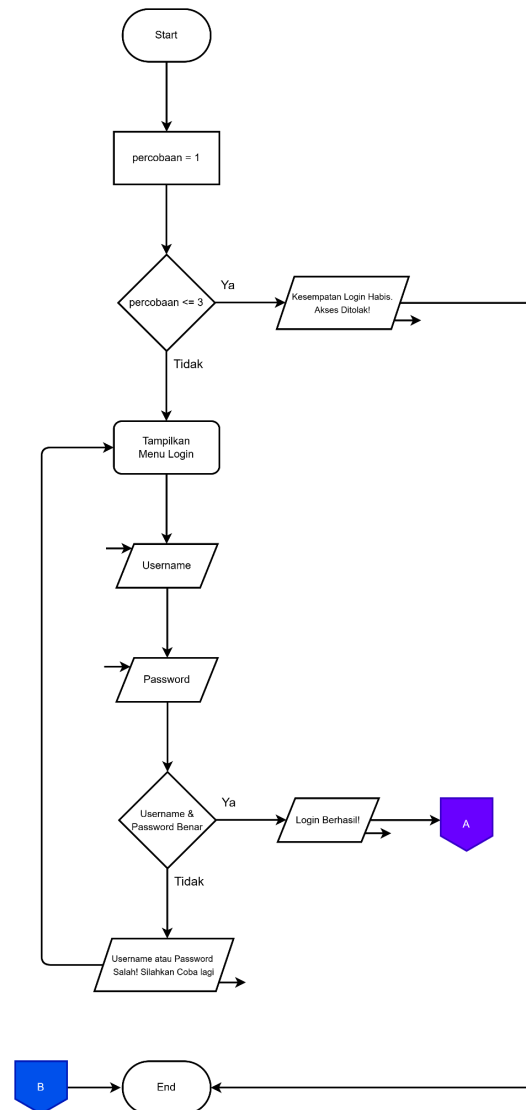 Start
percobaan = 1
percobaan <= 3
Ya
Kesempatan Login Habis.
Akses Ditolak!
Tidak
Tampilkan
Menu Login
Username
Password
Username &
Password Benar
Ya
Login Berhasil!
A
Tidak
Username atau Password
Salah! Silahkan Coba lagi
B
End